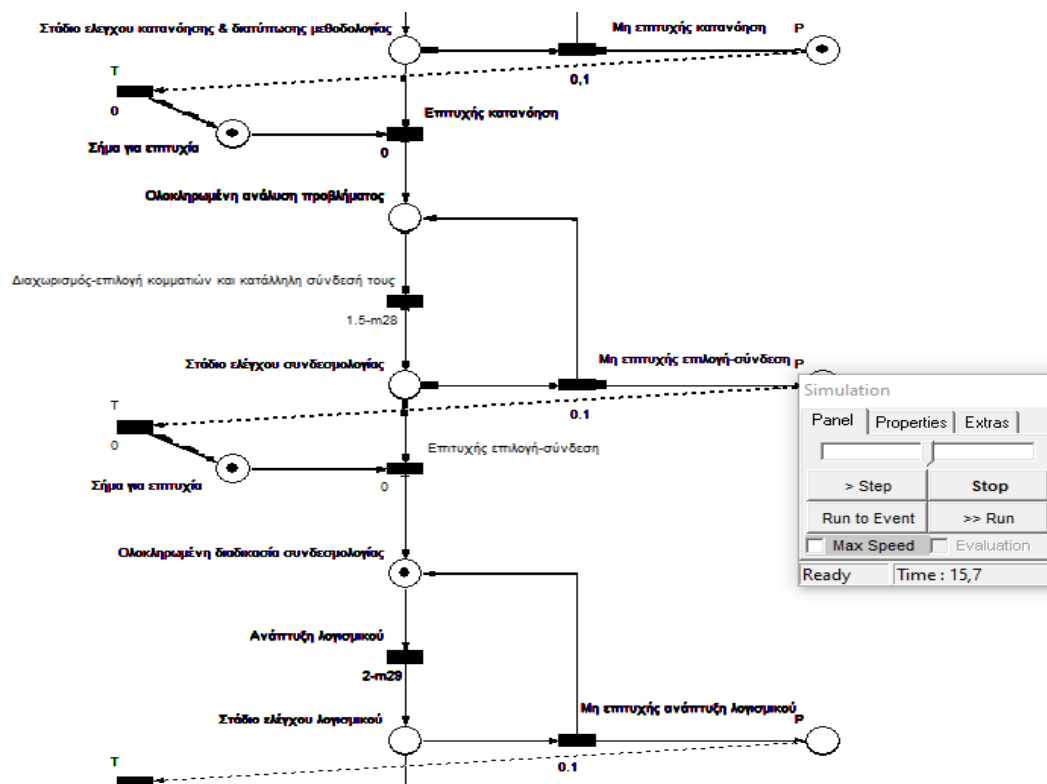 Στάδιο ελεγχου κατανόησης & διατύπωσης μεθοδολογίας
Μη επιτυχής κατανόηση
P
T
0,1
0
Επιτυχής κατανόηση
Σήμα για επιτυχία
0
Ολοκληρωμένη ανάλυση προβλήματος
Διαχωρισμός-επιλογή κομματιών και κατάλληλη σύνδεσή τους
1.5-m28
Στάδιο ελέγχου συνδεσμολογίας
Μη επιτυχής επιλογή-σύνδεση
P
T
0.1
0
Επιτυχής επιλογή-σύνδεση
Σήμα για επιτυχία
0
Simulation
Panel
Properties
Extras
> Step
Stop
Run to Event
>> Run
Max Speed
Evaluation
Ready
Time : 15,7
Ολοκληρωμένη διαδικασία συνδεσμολογίας
Ανάπτυξη λογισμικού
2-m29
Στάδιο ελέγχου λογισμικού
Μη επιτυχής ανάπτυξη λογισμικού
P
T
0.1